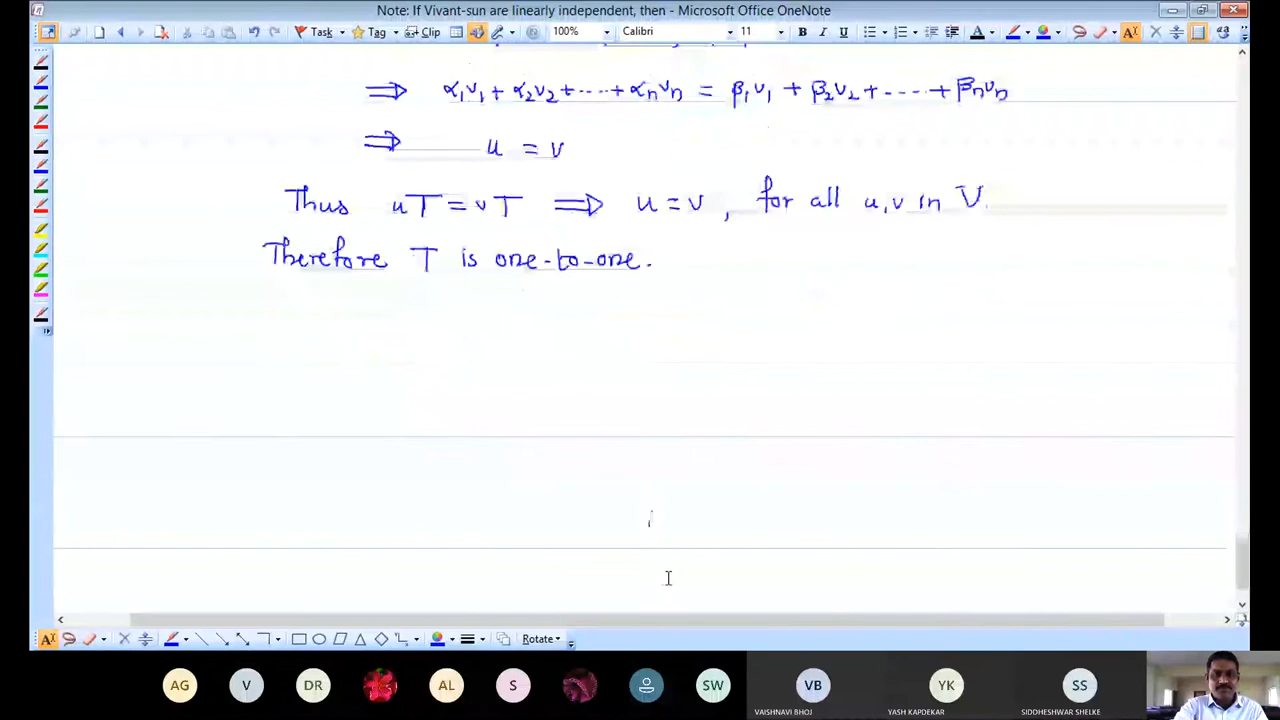 Note: If Vivant-sun are linearly independent, then - Microsoft Office OneNote
Task Tag Clip 100% Calibri 11 B I U
⟹ α₁v₁ + α₂v₂ + ---- + αₙvₙ = β₁v₁ + β₂v₂ + ---- + βₙvₙ
⟹ u = v
Thus uT = vT ⟹ u = v , for all u,v in V.
Therefore T is one-to-one.
Rotate
AG V DR AL S SW VB YK SS
VAISHNAVI BHOJ YASH KAPDEKAR SIDDHESHWAR SHELKE